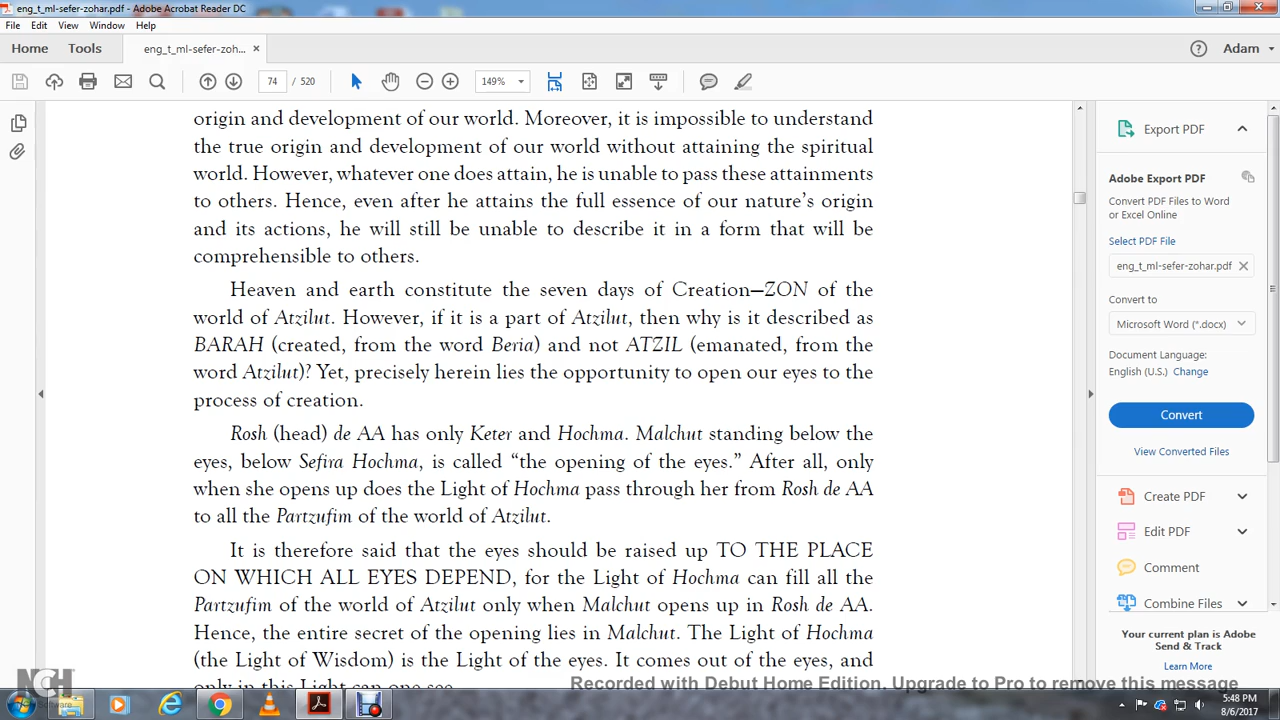 eng_t_ml-sefer-zohar.pdf - Adobe Acrobat Reader DC
File Edit View Window Help
Home Tools eng_t_ml-sefer-zoh... × Adam
74 / 520 149%
origin and development of our world. Moreover, it is impossible to understand
the true origin and development of our world without attaining the spiritual
world. However, whatever one does attain, he is unable to pass these attainments
to others. Hence, even after he attains the full essence of our nature's origin
and its actions, he will still be unable to describe it in a form that will be
comprehensible to others.
Heaven and earth constitute the seven days of Creation—ZON of the
world of Atzilut. However, if it is a part of Atzilut, then why is it described as
BARAH (created, from the word Beria) and not ATZIL (emanated, from the
word Atzilut)? Yet, precisely herein lies the opportunity to open our eyes to the
process of creation.
Rosh (head) de AA has only Keter and Hochma. Malchut standing below the
eyes, below Sefira Hochma, is called “the opening of the eyes.” After all, only
when she opens up does the Light of Hochma pass through her from Rosh de AA
to all the Partzufim of the world of Atzilut.
It is therefore said that the eyes should be raised up TO THE PLACE
ON WHICH ALL EYES DEPEND, for the Light of Hochma can fill all the
Partzufim of the world of Atzilut only when Malchut opens up in Rosh de AA.
Hence, the entire secret of the opening lies in Malchut. The Light of Hochma
(the Light of Wisdom) is the Light of the eyes. It comes out of the eyes, and
only in this Light can one see.
Export PDF
Adobe Export PDF
Convert PDF Files to Word
or Excel Online
Select PDF File
eng_t_ml-sefer-zohar.pdf
Convert to
Microsoft Word (*.docx)
Document Language:
English (U.S.) Change
Convert
View Converted Files
Create PDF
Edit PDF
Comment
Combine Files
Your current plan is Adobe
Send & Track
Learn More
NCH
Software
Recorded with Debut Home Edition. Upgrade to Pro to remove this message
5:48 PM
8/6/2017